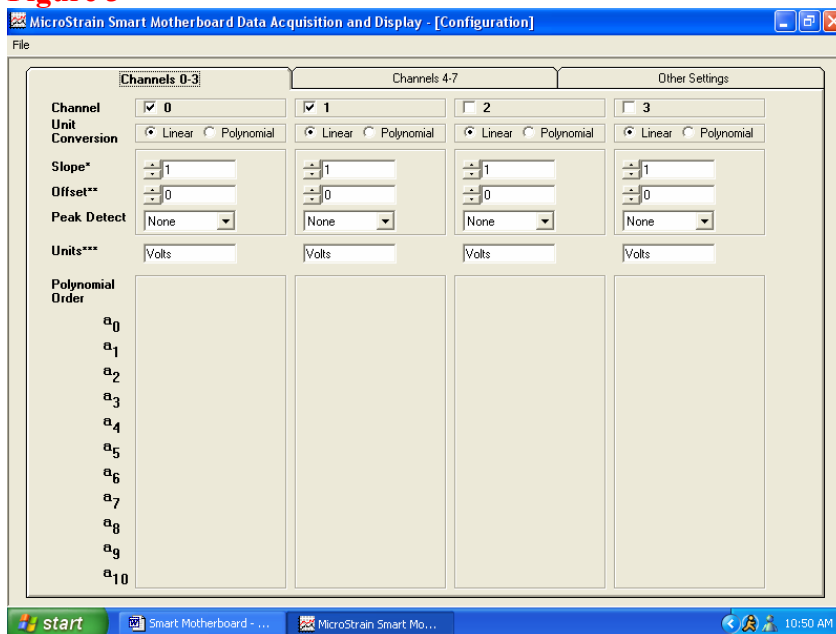 MicroStrain Smart Motherboard Data Acquisition and Display - [Configuration]
File
Channels 0-3 Channels 4-7 Other Settings
Channel 0 1 2 3
Unit Conversion Linear Polynomial Linear Polynomial Linear Polynomial Linear Polynomial
Slope* 1 1 1 1
Offset** 0 0 0 0
Peak Detect None None None None
Units*** Volts Volts Volts Volts
Polynomial
Order
a0
a1
a2
a3
a4
a5
a6
a7
a8
a9
a10
start Smart Motherboard - ... MicroStrain Smart Mo... 10:50 AM